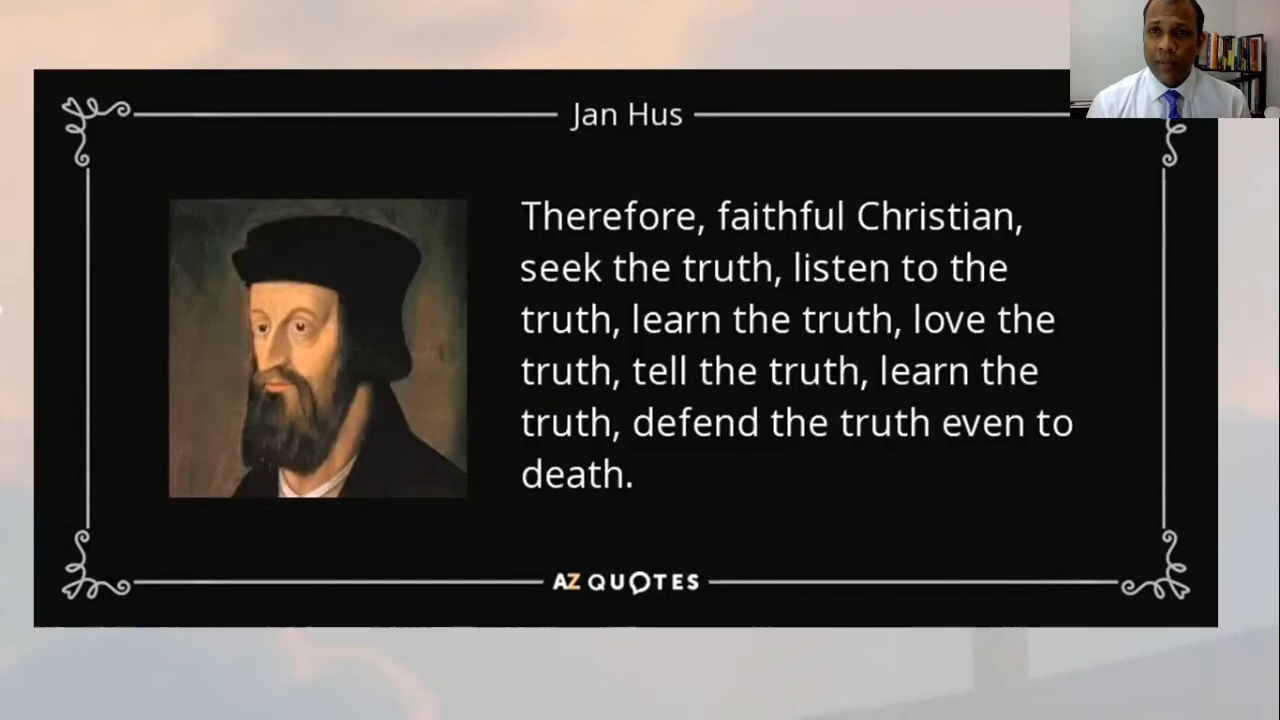 Jan Hus
Therefore, faithful Christian,
seek the truth, listen to the
truth, learn the truth, love the
truth, tell the truth, learn the
truth, defend the truth even to
death.
AZ QUOTES